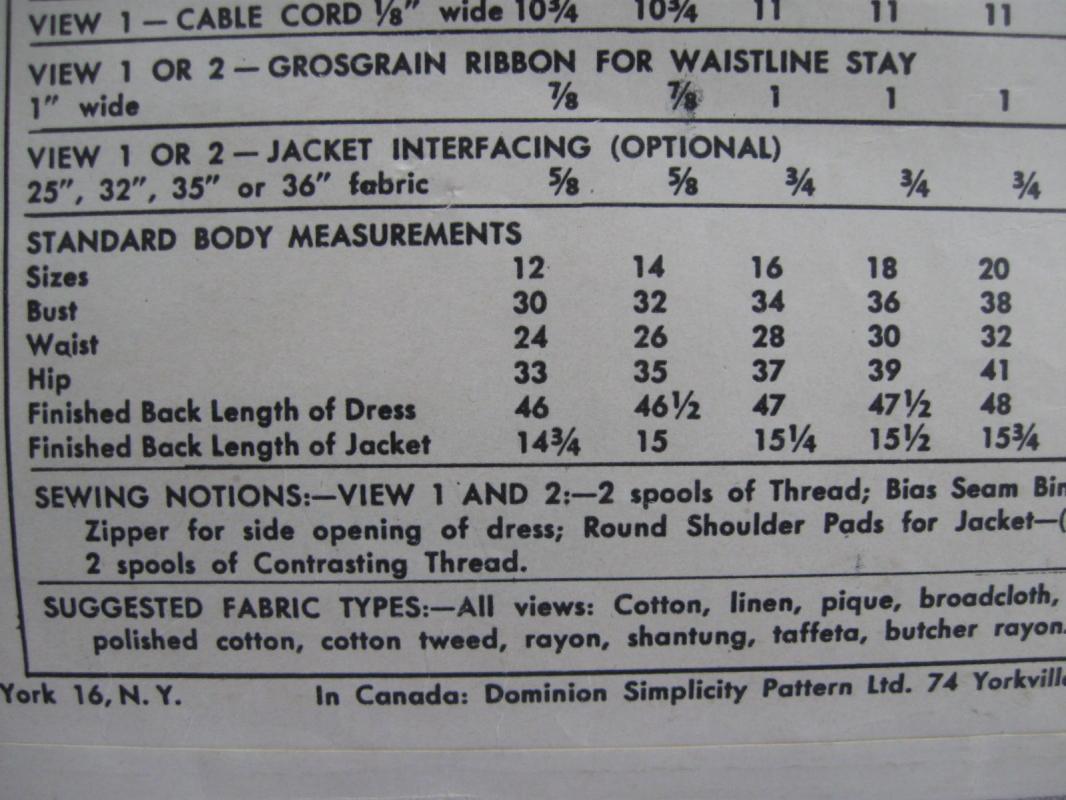 VIEW 1 — CABLE CORD ⅛" wide 10¾ 10¾ 11 11 11
VIEW 1 OR 2 — GROSGRAIN RIBBON FOR WAISTLINE STAY
1" wide ⅞ ⅞ 1 1 1
VIEW 1 OR 2 — JACKET INTERFACING (OPTIONAL)
25", 32", 35" or 36" fabric ⅝ ⅝ ¾ ¾ ¾
STANDARD BODY MEASUREMENTS
Sizes 12 14 16 18 20
Bust 30 32 34 36 38
Waist 24 26 28 30 32
Hip 33 35 37 39 41
Finished Back Length of Dress 46 46½ 47 47½ 48
Finished Back Length of Jacket 14¾ 15 15¼ 15½ 15¾
SEWING NOTIONS:—VIEW 1 AND 2:—2 spools of Thread; Bias Seam Bin
Zipper for side opening of dress; Round Shoulder Pads for Jacket—(
2 spools of Contrasting Thread.
SUGGESTED FABRIC TYPES:—All views: Cotton, linen, pique, broadcloth,
polished cotton, cotton tweed, rayon, shantung, taffeta, butcher rayon.
York 16, N. Y. In Canada: Dominion Simplicity Pattern Ltd. 74 Yorkville